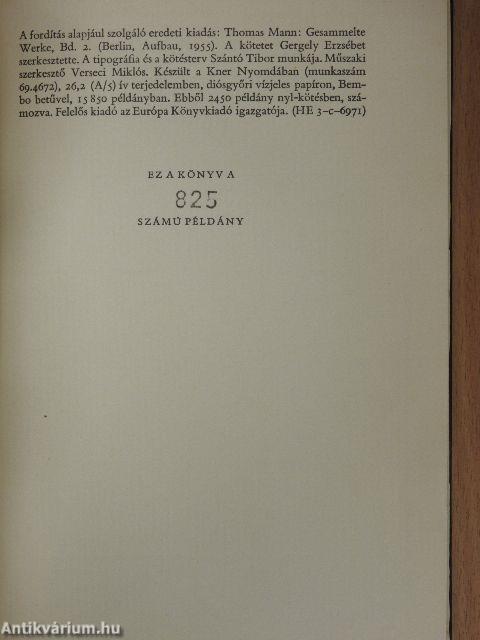 A fordítás alapjául szolgáló eredeti kiadás: Thomas Mann: Gesammelte
Werke, Bd. 2. (Berlin, Aufbau, 1955). A kötetet Gergely Erzsébet
szerkesztette. A tipográfia és a kötésterv Szántó Tibor munkája. Műszaki
szerkesztő Verseci Miklós. Készült a Kner Nyomdában (munkaszám
69.4672), 26,2 (A/5) ív terjedelemben, diósgyőri vízjeles papíron, Bem-
bo betűvel, 15 850 példányban. Ebből 2450 példány nyl-kötésben, szá-
mozva. Felelős kiadó az Európa Könyvkiadó igazgatója. (HE 3-c-6971)
EZ A KÖNYV A
825
SZÁMÚ PÉLDÁNY
Antikvárium.hu